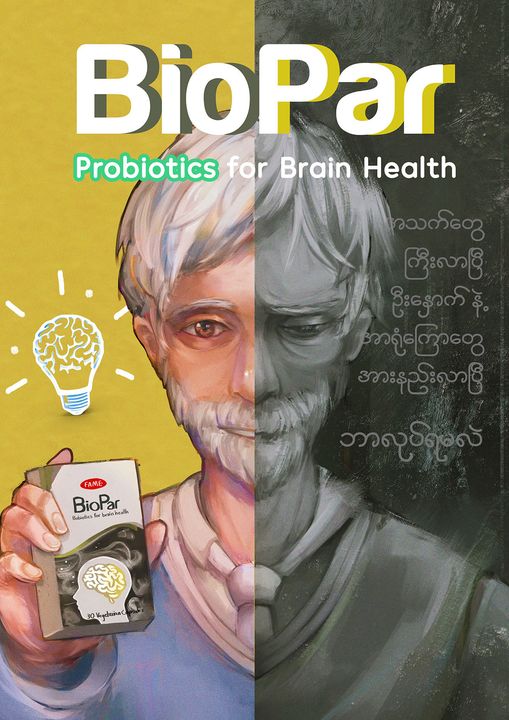 BioPar
Probiotics for Brain Health
အသက်တွေ
ကြီးလာပြီ
ဦးနှောက် နဲ့
အာရုံကြောတွေ
အားနည်းလာပြီ
ဘာလုပ်ရမလဲ
FAME
BioPar
Probiotics for brain health
30 Vegetarian